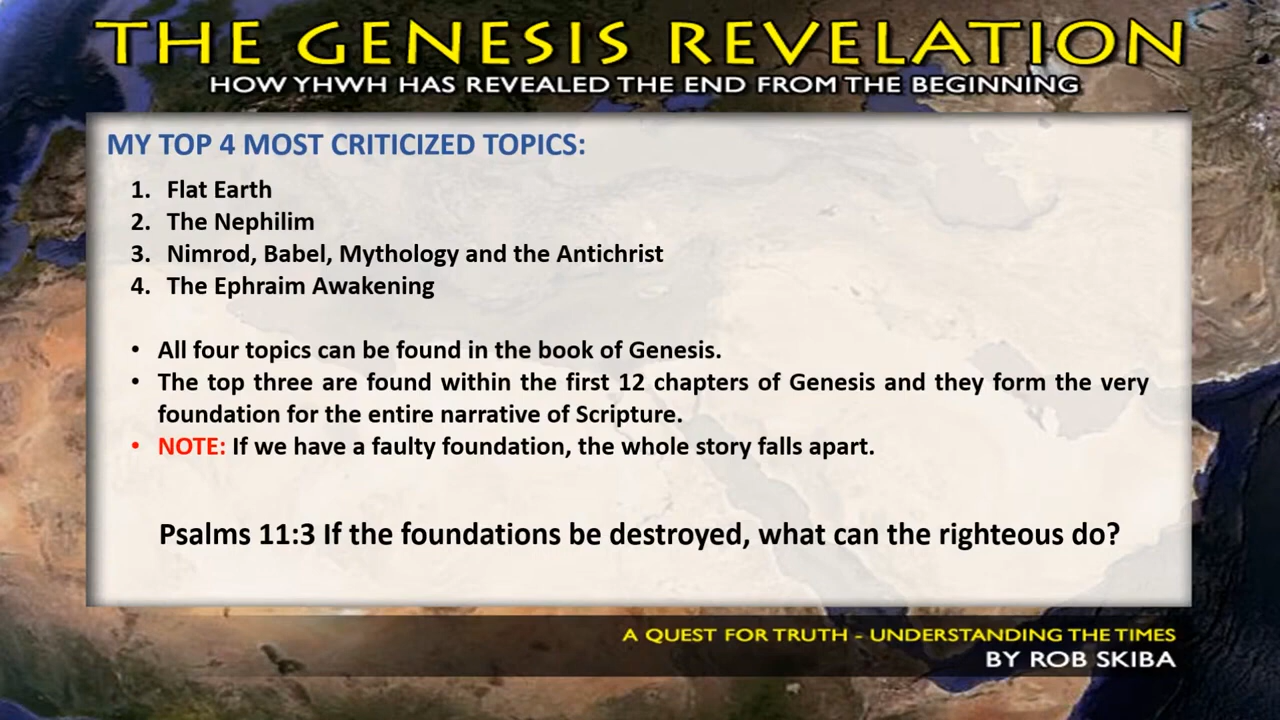 THE GENESIS REVELATION
HOW YHWH HAS REVEALED THE END FROM THE BEGINNING
MY TOP 4 MOST CRITICIZED TOPICS:
1. Flat Earth
2. The Nephilim
3. Nimrod, Babel, Mythology and the Antichrist
4. The Ephraim Awakening
• All four topics can be found in the book of Genesis.
• The top three are found within the first 12 chapters of Genesis and they form the very
foundation for the entire narrative of Scripture.
• NOTE: If we have a faulty foundation, the whole story falls apart.
Psalms 11:3 If the foundations be destroyed, what can the righteous do?
A QUEST FOR TRUTH - UNDERSTANDING THE TIMES
BY ROB SKIBA